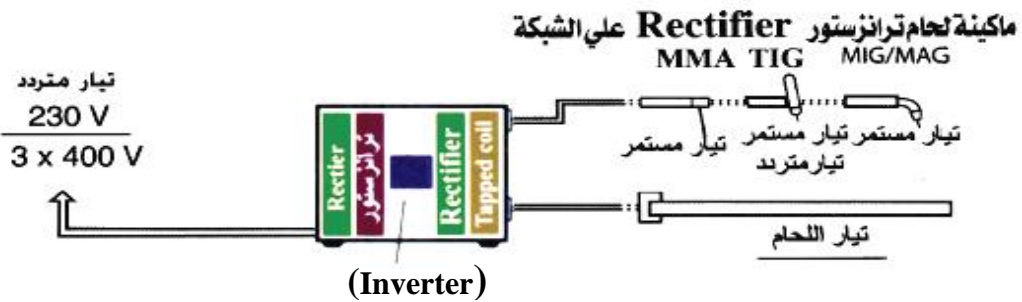 ماكينة لحام ترانزستور Rectifier علي الشبكة
MMA TIG MIG/MAG
تيار متردد
230 V
3 x 400 V
Rectier
ترانزستور
Rectifier
Tapped coil
تيار مستمر
تيار مستمر
تيار متردد
تيار مستمر
تيار اللحام
(Inverter)